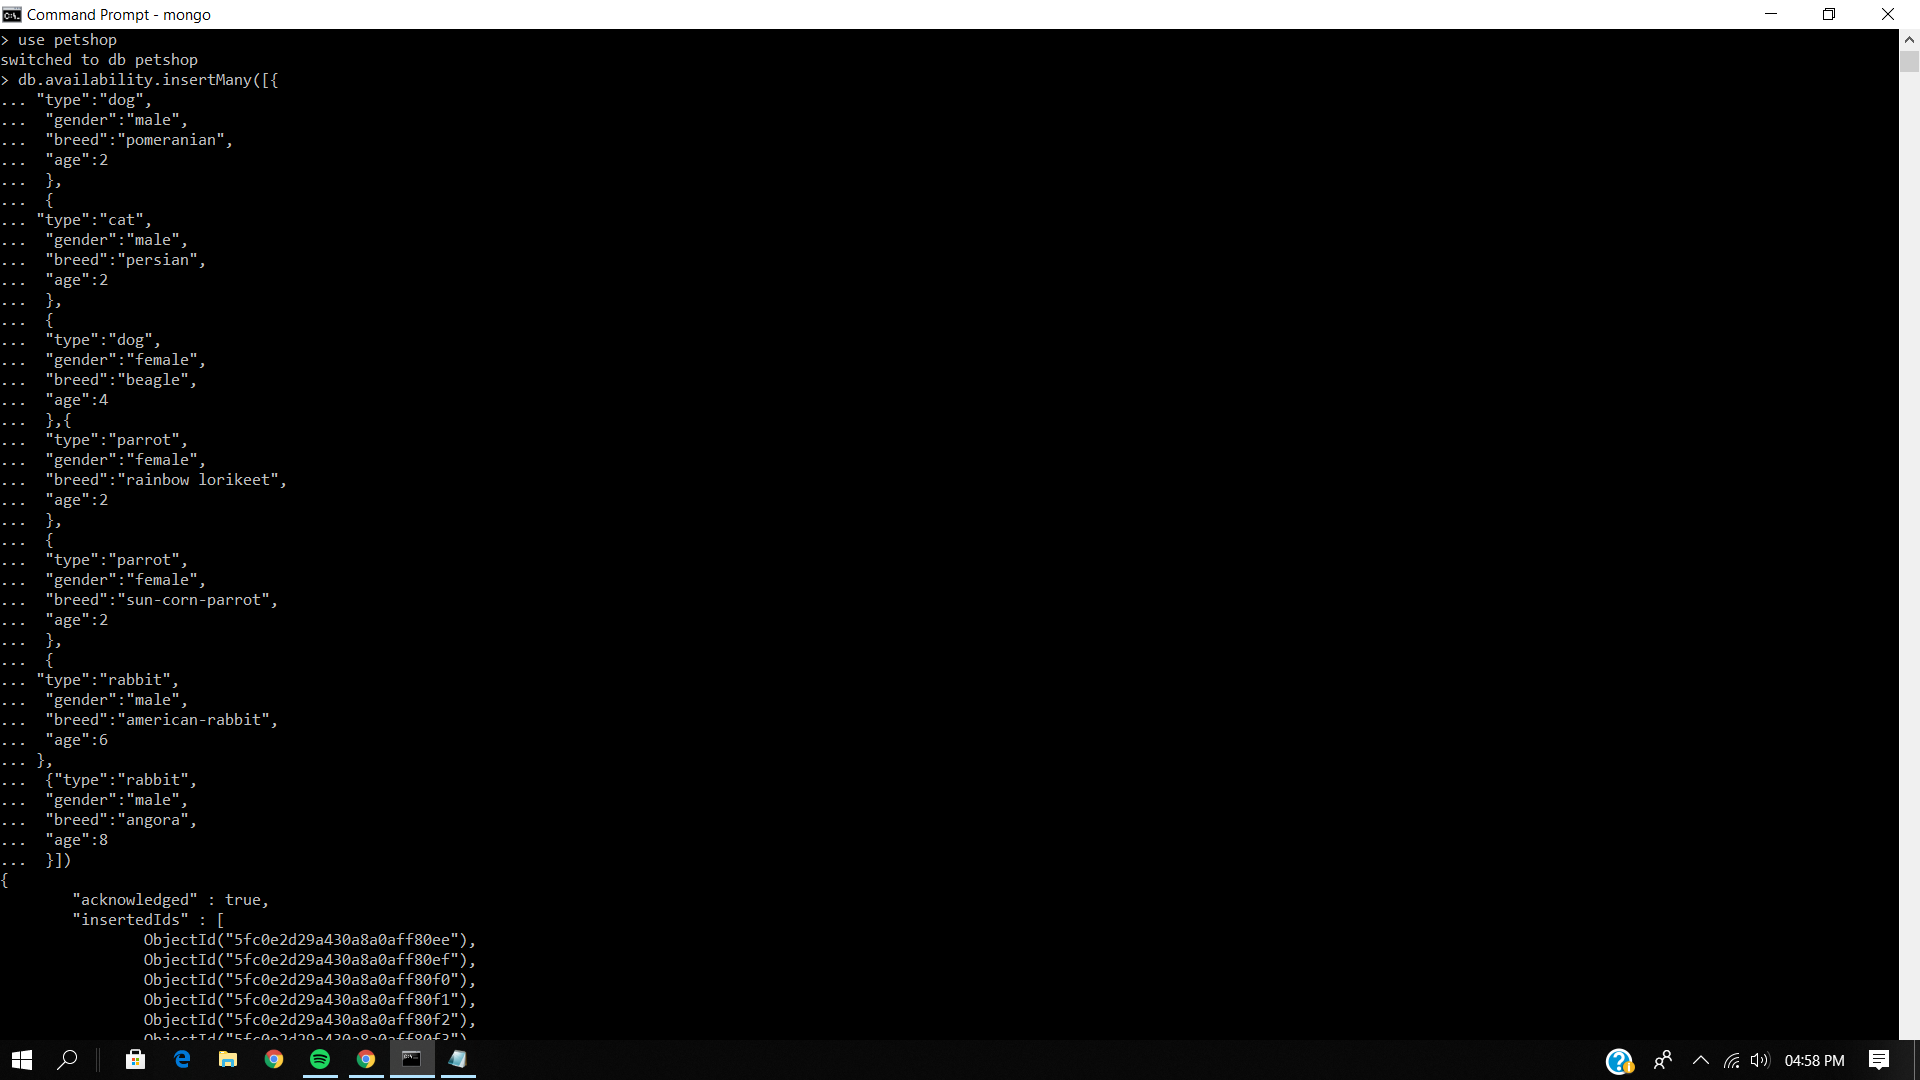 Command Prompt - mongo
> use petshop
switched to db petshop
> db.availability.insertMany([{
... "type":"dog",
...  "gender":"male",
...  "breed":"pomeranian",
...  "age":2
...  },
...  {
... "type":"cat",
...  "gender":"male",
...  "breed":"persian",
...  "age":2
...  },
...  {
...  "type":"dog",
...  "gender":"female",
...  "breed":"beagle",
...  "age":4
...  },{
...  "type":"parrot",
...  "gender":"female",
...  "breed":"rainbow lorikeet",
...  "age":2
...  },
...  {
...  "type":"parrot",
...  "gender":"female",
...  "breed":"sun-corn-parrot",
...  "age":2
...  },
...  {
... "type":"rabbit",
...  "gender":"male",
...  "breed":"american-rabbit",
...  "age":6
... },
...  {"type":"rabbit",
...  "gender":"male",
...  "breed":"angora",
...  "age":8
...  }])
{
        "acknowledged" : true,
        "insertedIds" : [
                ObjectId("5fc0e2d29a430a8a0aff80ee"),
                ObjectId("5fc0e2d29a430a8a0aff80ef"),
                ObjectId("5fc0e2d29a430a8a0aff80f0"),
                ObjectId("5fc0e2d29a430a8a0aff80f1"),
                ObjectId("5fc0e2d29a430a8a0aff80f2"),
                ObjectId("5fc0e2d29a430a8a0aff80f3")
04:58 PM